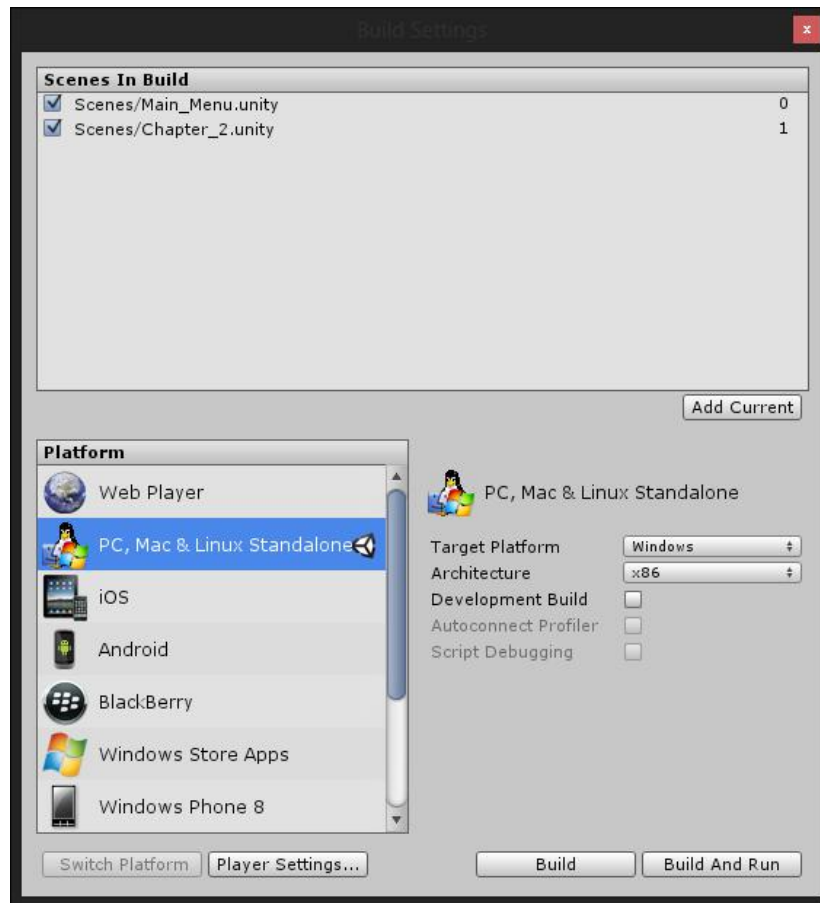 Build Settings
x
Scenes In Build
Scenes/Main_Menu.unity 0
Scenes/Chapter_2.unity 1
Add Current
Platform
Web Player
PC, Mac & Linux Standalone
iOS
Android
BlackBerry
Windows Store Apps
Windows Phone 8
PC, Mac & Linux Standalone
Target Platform Windows
Architecture x86
Development Build
Autoconnect Profiler
Script Debugging
Switch Platform Player Settings... Build Build And Run